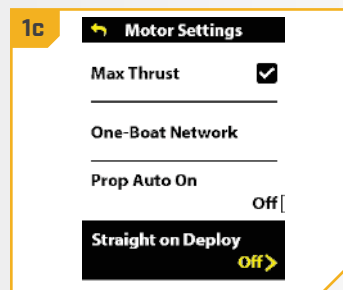 1c
Motor Settings
Max Thrust
One-Boat Network
Prop Auto On
Off
Straight on Deploy
Off >